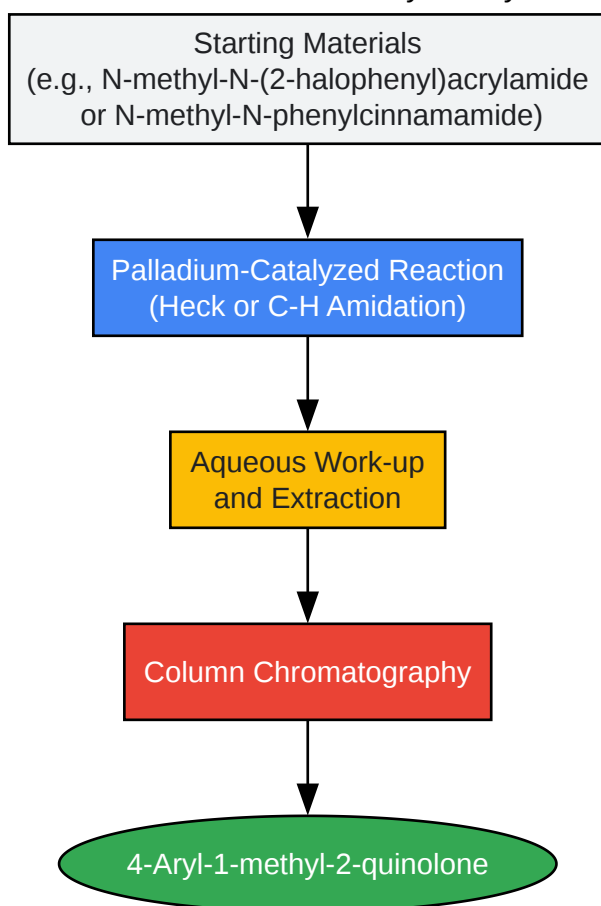 Starting Materials
(e.g., N-methyl-N-(2-halophenyl)acrylamide
or N-methyl-N-phenylcinnamamide)
Palladium-Catalyzed Reaction
(Heck or C-H Amidation)
Aqueous Work-up
and Extraction
Column Chromatography
4-Aryl-1-methyl-2-quinolone